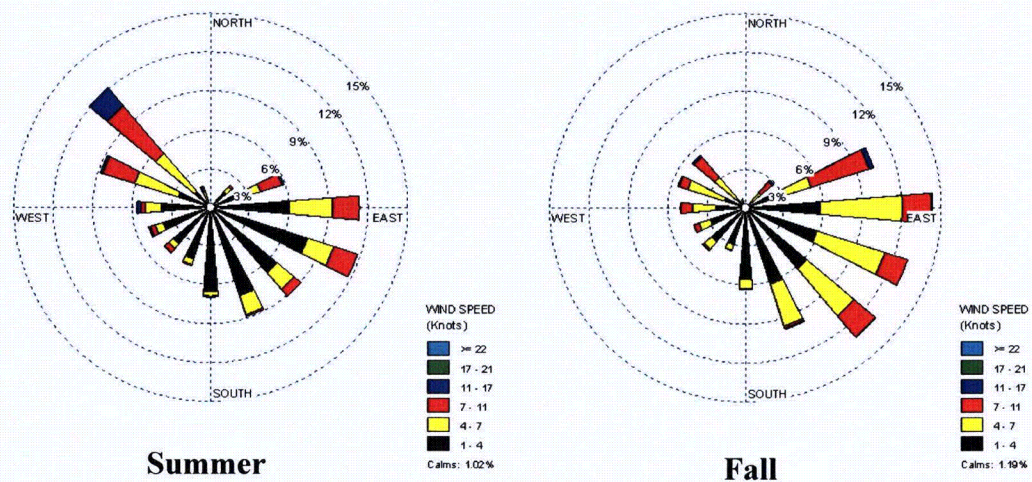 NORTH
15%
12%
9%
6%
3%
WEST
EAST
SOUTH
WIND SPEED
(Knots)
>= 22
17 - 21
11 - 17
7 - 11
4 - 7
1 - 4
Calms: 1.02%
Summer
NORTH
15%
12%
9%
6%
3%
WEST
EAST
SOUTH
WIND SPEED
(Knots)
>= 22
17 - 21
11 - 17
7 - 11
4 - 7
1 - 4
Calms: 1.19%
Fall